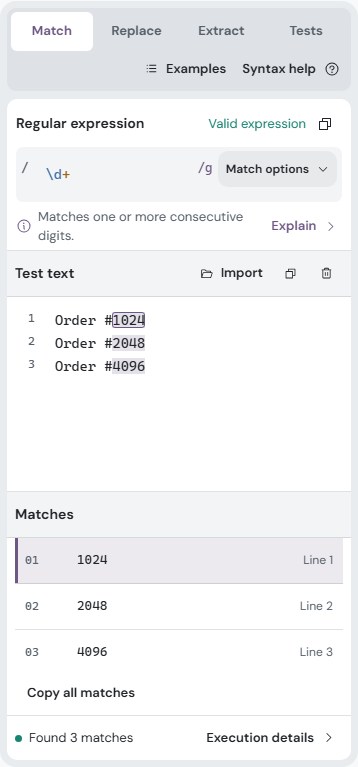 Match Replace Extract Tests
Examples Syntax help
Regular expression Valid expression
/ \d+ /g Match options
Matches one or more consecutive
digits.
Explain
Test text Import
1 Order #1024
2 Order #2048
3 Order #4096
Matches
01 1024 Line 1
02 2048 Line 2
03 4096 Line 3
Copy all matches
Found 3 matches Execution details